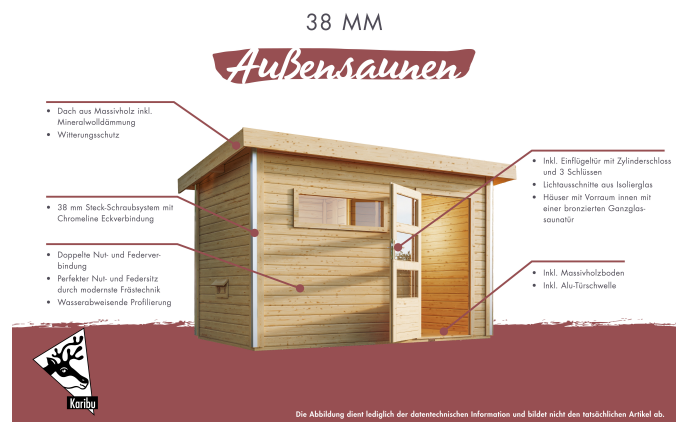 38 MM
Außensaunen
Dach aus Massivholz inkl.
Mineralwolldämmung
Witterungsschutz
38 mm Steck-Schraubsystem mit
Chromeline Eckverbindung
Doppelte Nut- und Federver-
bindung
Perfekter Nut- und Federsitz
durch modernste Frästechnik
Wasserabweisende Profilierung
Inkl. Einflügeltür mit Zylinderschloss
und 3 Schlüssen
Lichtausschnitte aus Isolierglas
Häuser mit Vorraum innen mit
einer bronzierten Ganzglas-
saunatür
Inkl. Massivholzboden
Inkl. Alu-Türschwelle
Karibu
Die Abbildung dient lediglich der datentechnischen Information und bildet nicht den tatsächlichen Artikel ab.